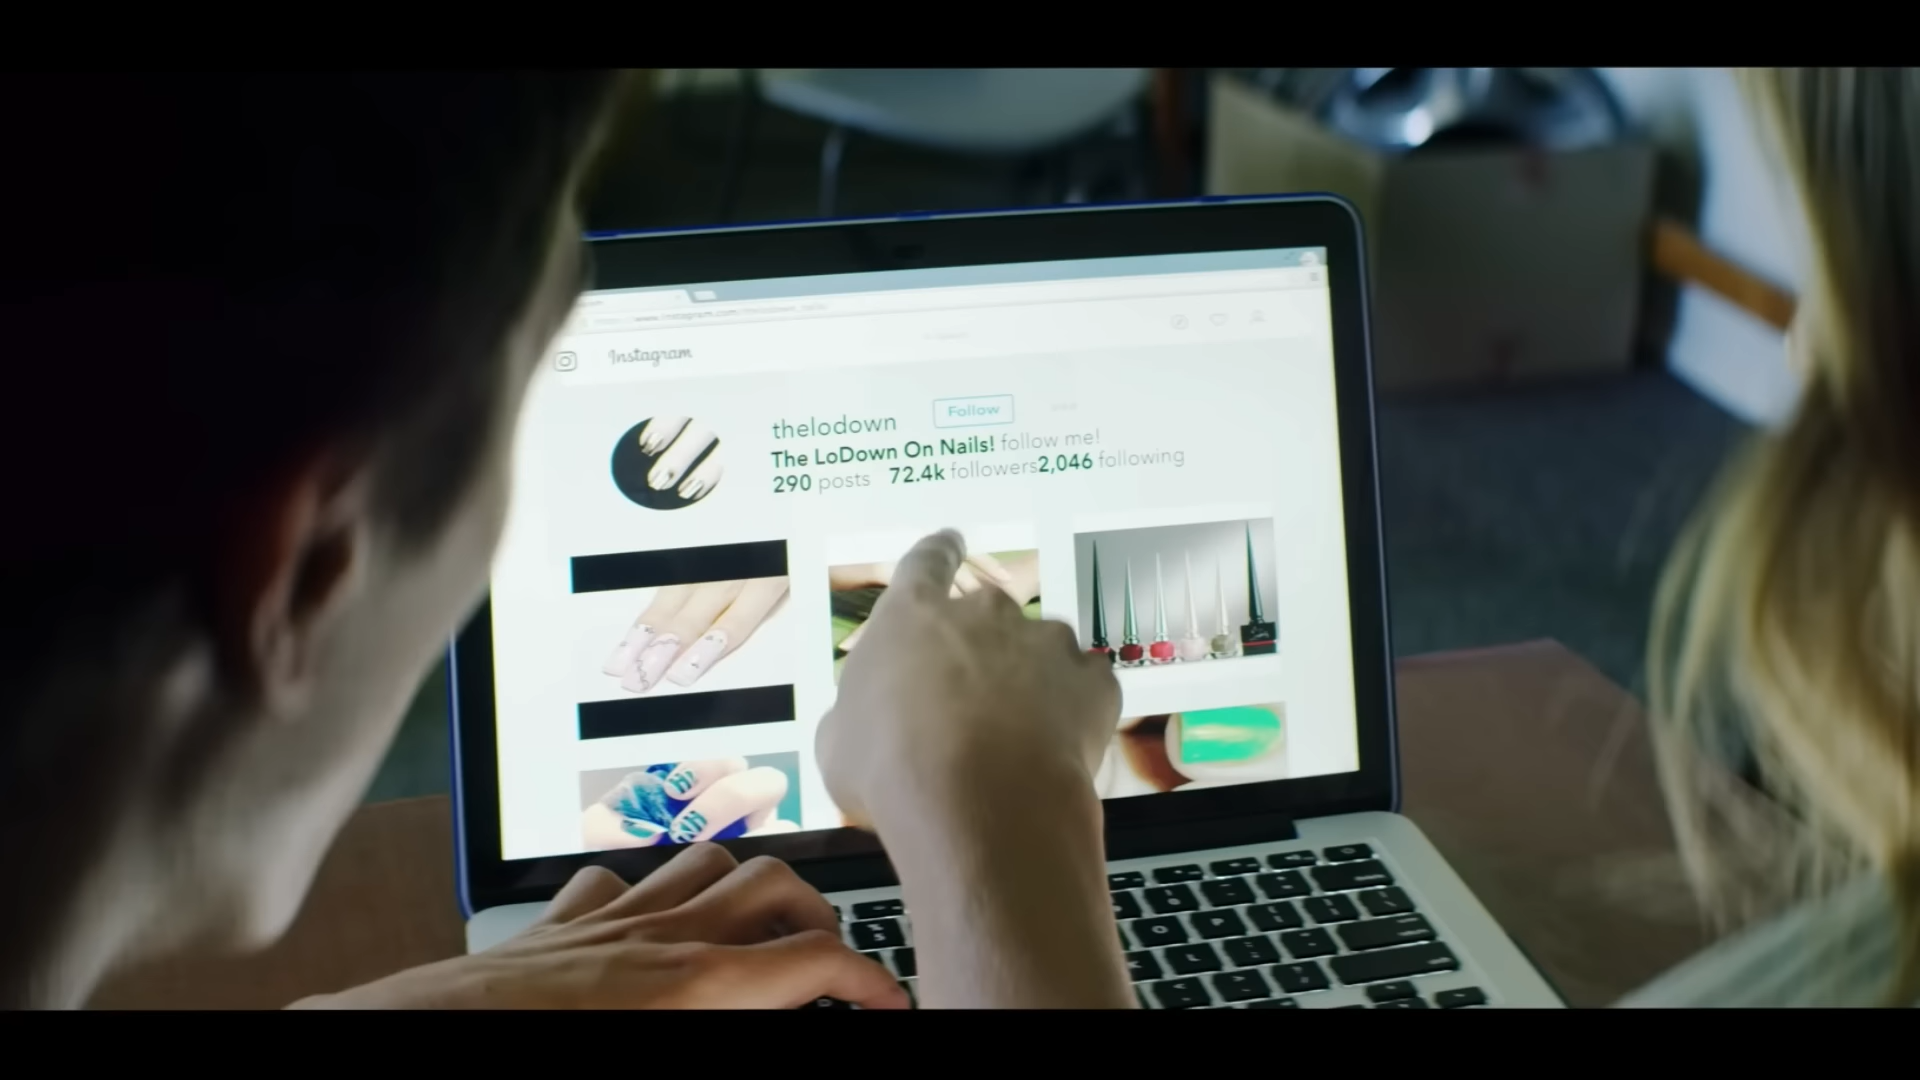 Instagram
thelodown Follow
The LoDown On Nails! follow me!
290 posts 72.4k followers2,046 following